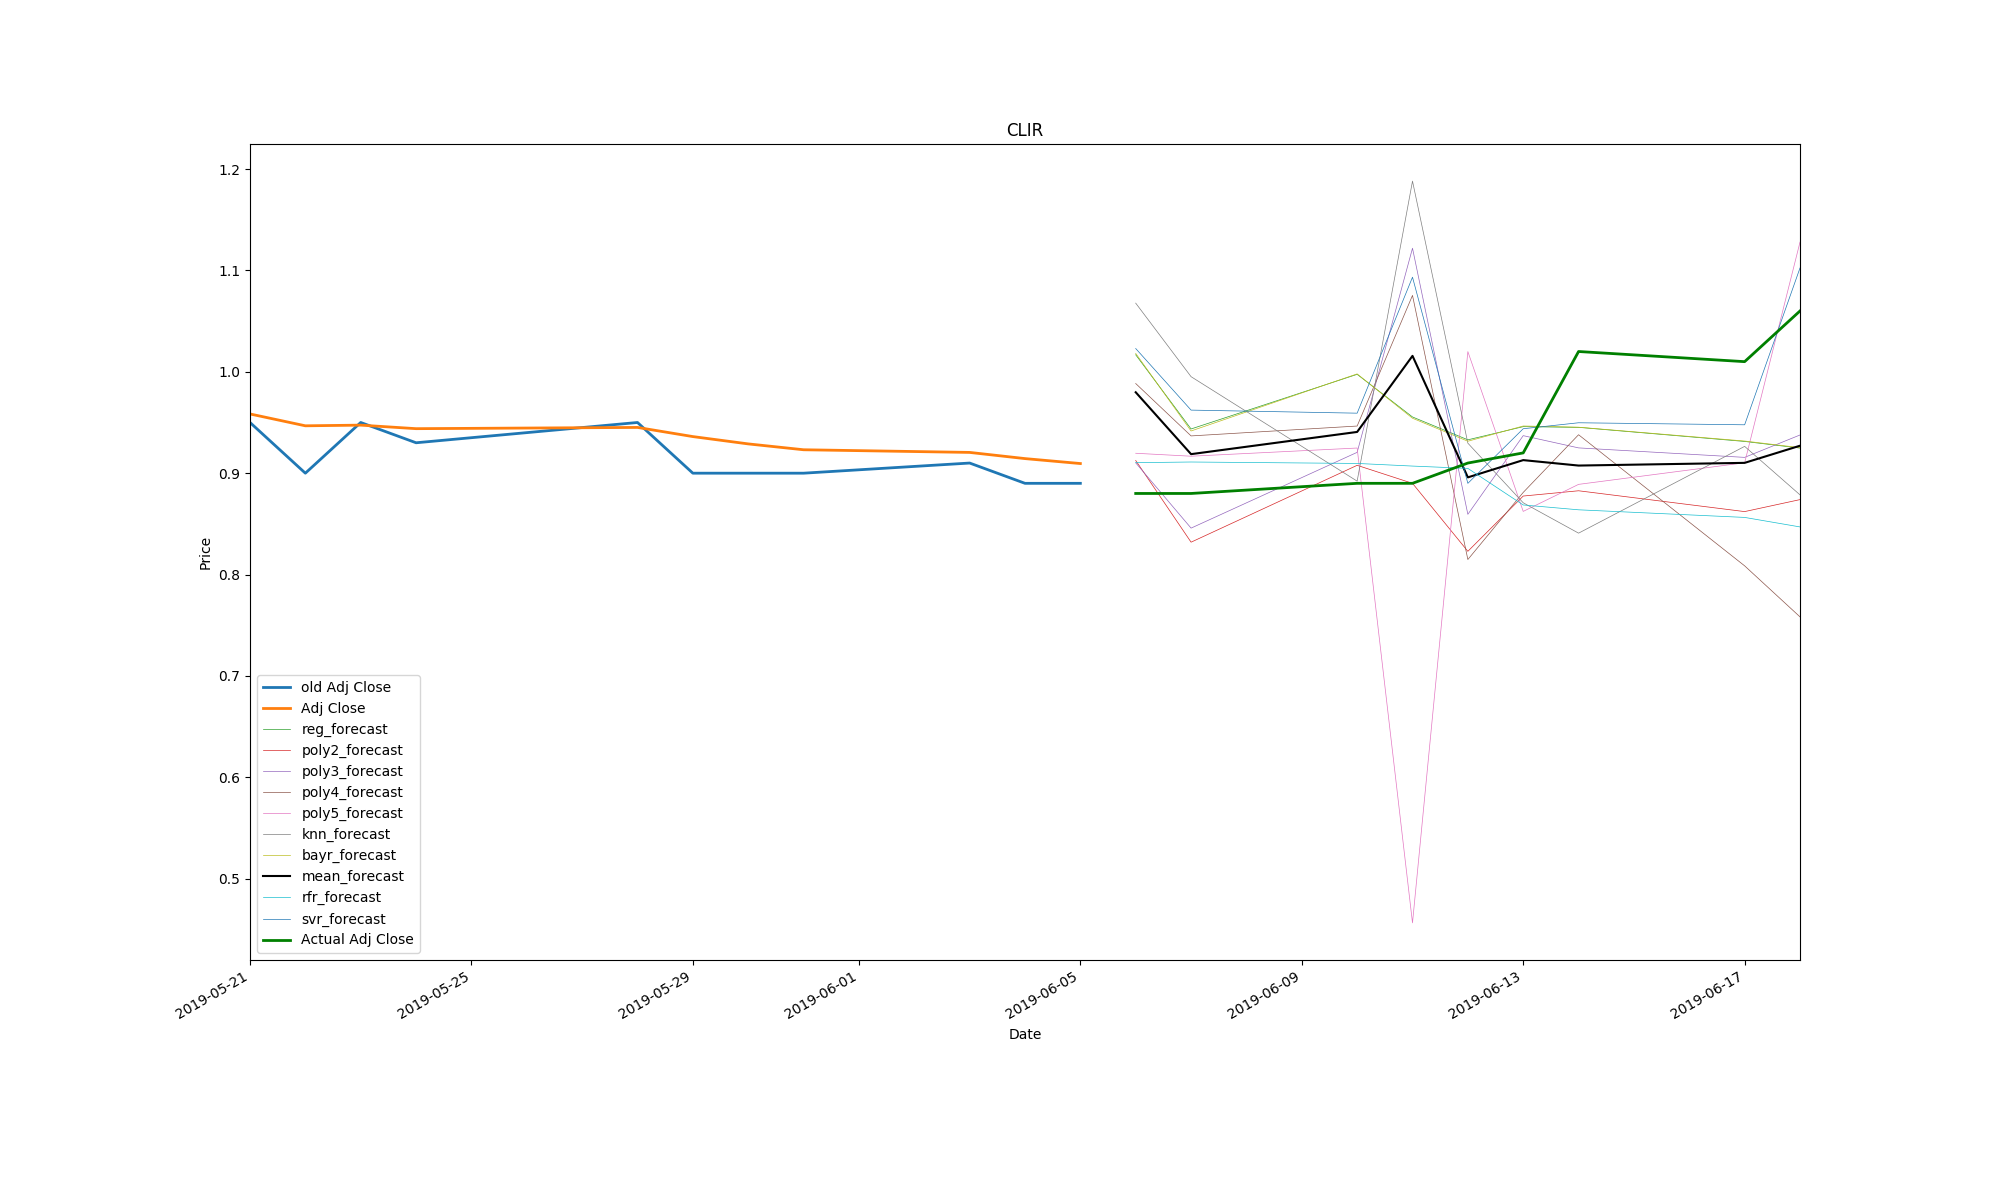 CLIR
1.2
1.1
1.0
0.9
0.8
0.7
0.6
0.5
Price
old Adj Close
Adj Close
reg_forecast
poly2_forecast
poly3_forecast
poly4_forecast
poly5_forecast
knn_forecast
bayr_forecast
mean_forecast
rfr_forecast
svr_forecast
Actual Adj Close
2019-05-21
2019-05-25
2019-05-29
2019-06-01
2019-06-05
2019-06-09
2019-06-13
2019-06-17
Date